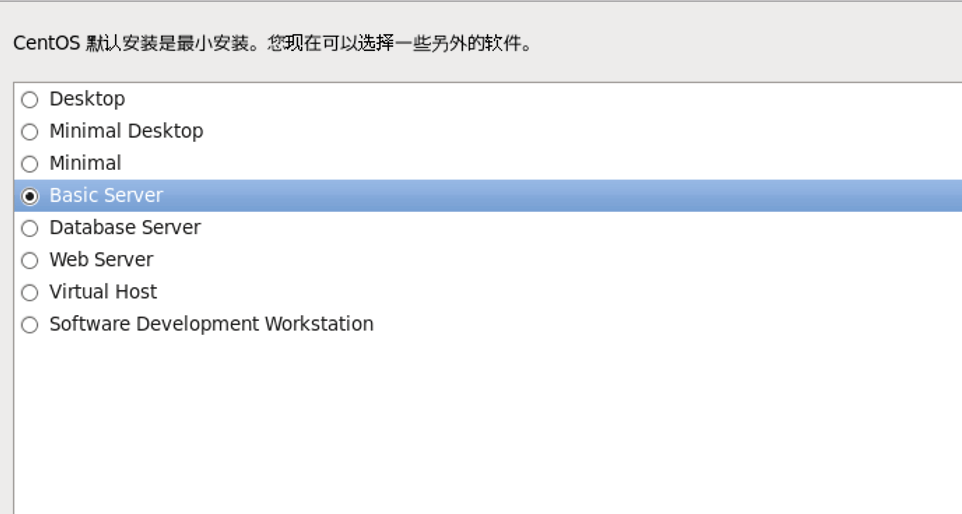 CentOS 默认安装是最小安装。您现在可以选择一些另外的软件。
Desktop
Minimal Desktop
Minimal
Basic Server
Database Server
Web Server
Virtual Host
Software Development Workstation